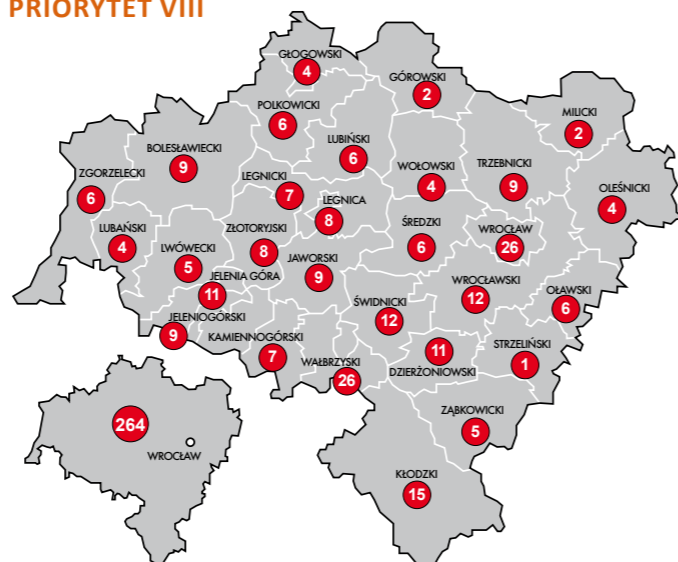 PRIORYTET VIII
GŁOGOWSKI
4
GÓROWSKI
2
MILICKI
2
POLKOWICKI
6
LUBIŃSKI
6
BOLESŁAWIECKI
9
ZGORZELECKI
6
LEGNICKI
7
WOŁOWSKI
4
TRZEBNICKI
9
OLEŚNICKI
4
LEGNICA
8
LUBAŃSKI
4
ZŁOTORYJSKI
8
ŚREDZKI
6
WROCŁAW
26
LWÓWECKI
5
JAWORSKI
9
JELENIA GÓRA
11
WROCŁAWSKI
12
OŁAWSKI
6
ŚWIDNICKI
12
JELENIOGÓRSKI
9
KAMIENNOGÓRSKI
7
WAŁBRZYSKI
26
11
DZIERŻONIOWSKI
STRZELIŃSKI
1
ZĄBKOWICKI
5
KŁODZKI
15
264
WROCŁAW